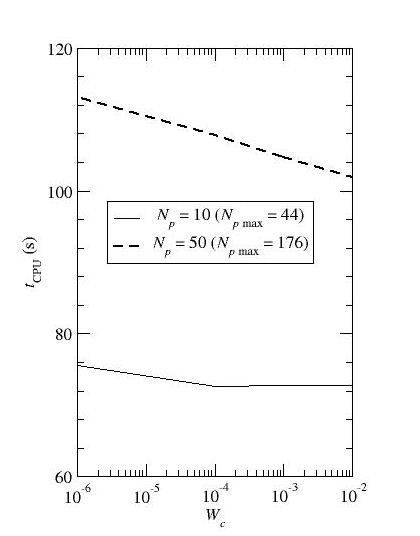 120
100
80
60
t_CPU (s)
N_p = 10 (N_p max = 44)
N_p = 50 (N_p max = 176)
10^-6 10^-5 10^-4 10^-3 10^-2
W_c